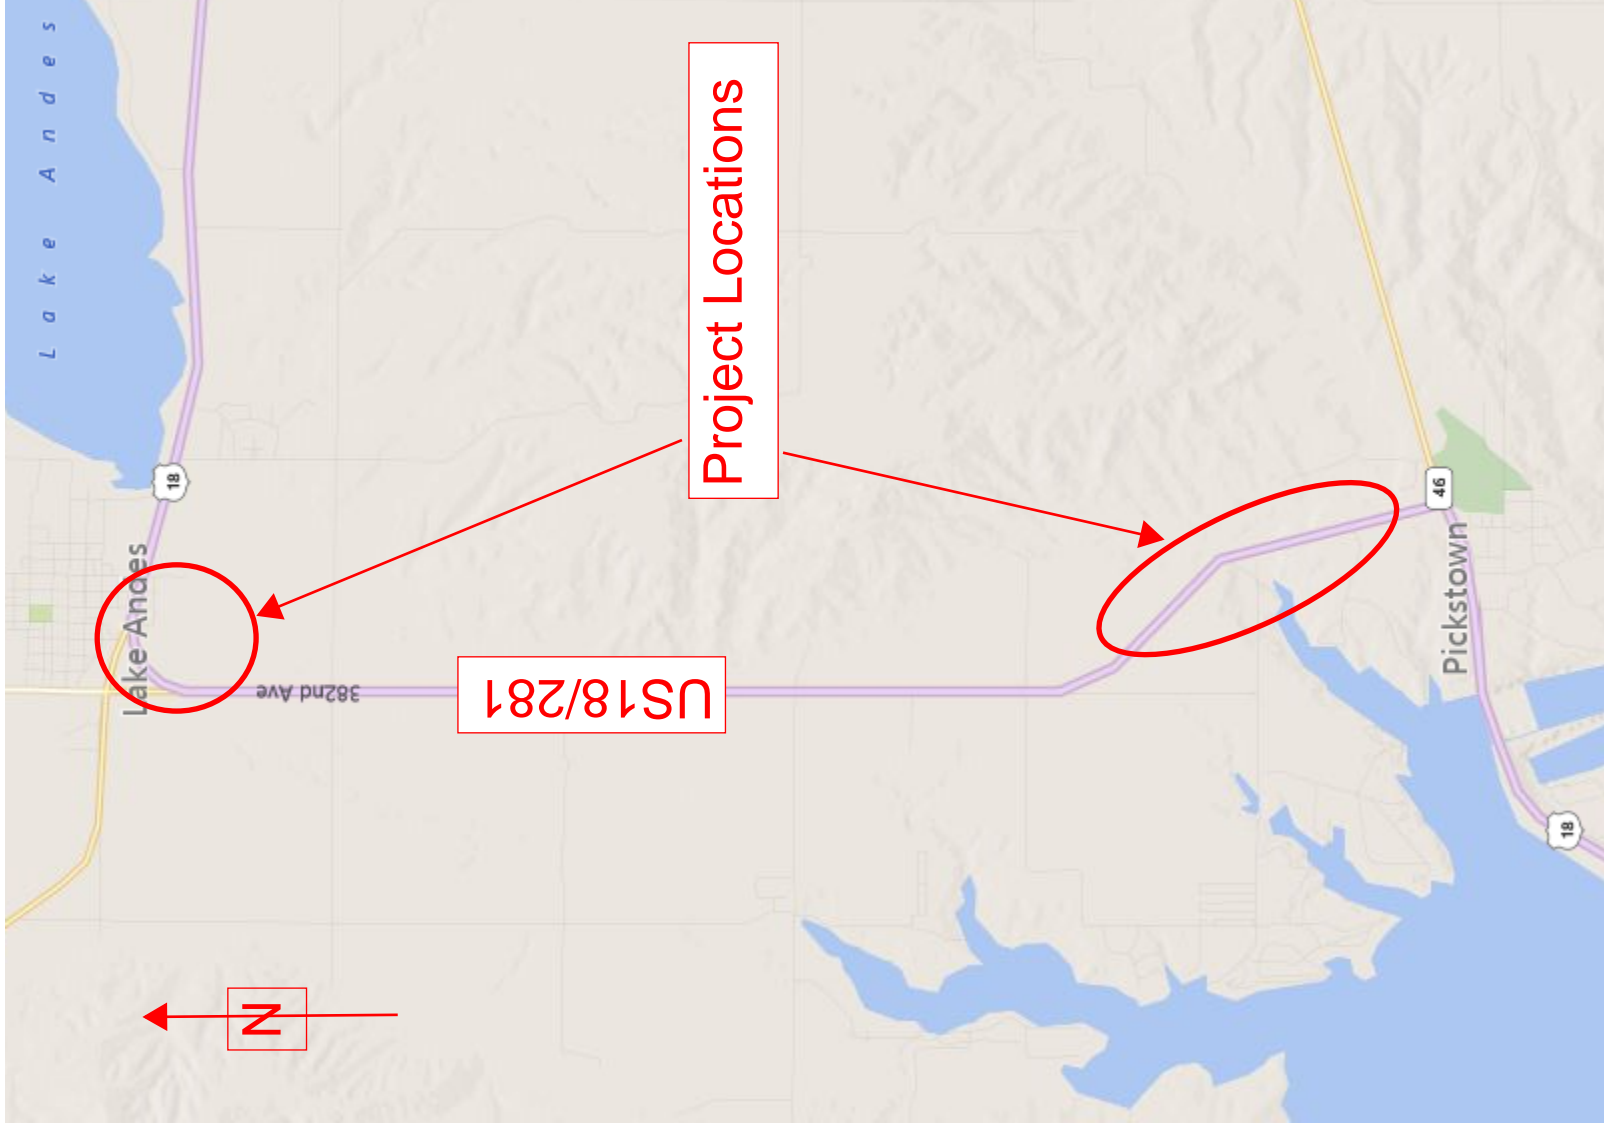 Lake Andes
18
Lake Andes
382nd Ave
US18/281
Project Locations
46
Pickstown
18
N